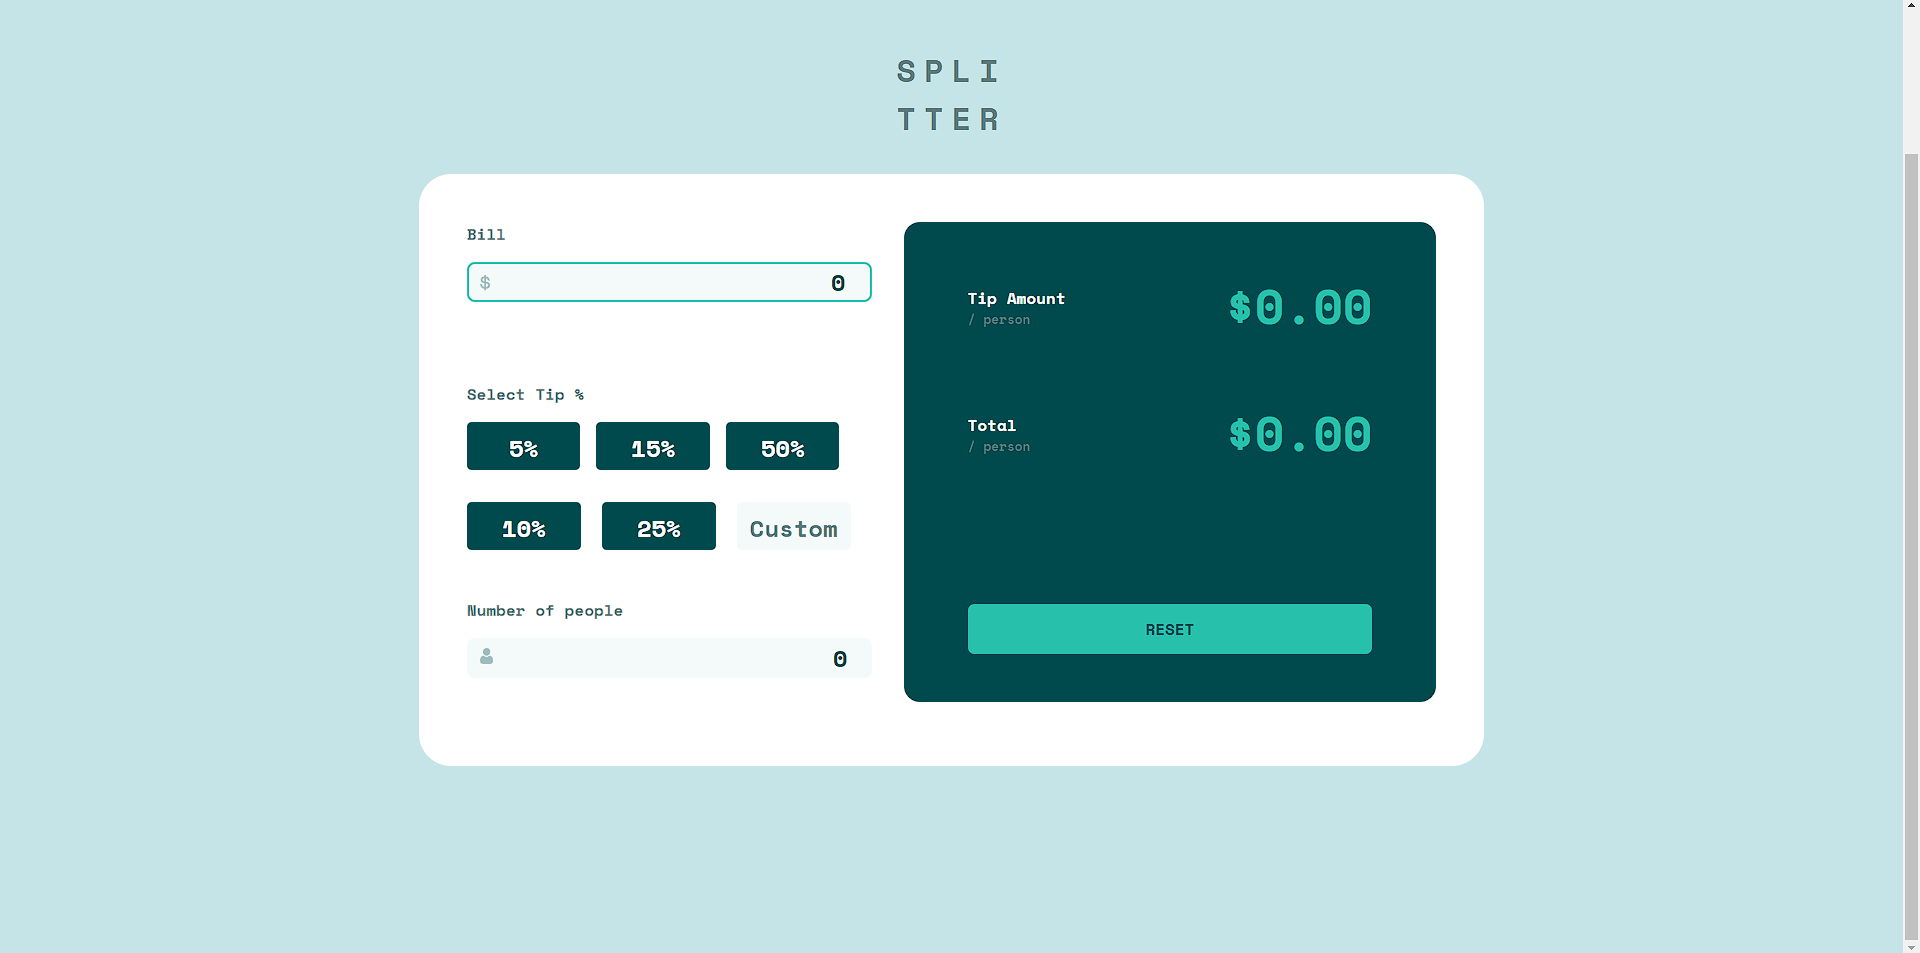 SPLI
TTER
Bill
$ 0
Select Tip %
5% 15% 50%
10% 25% Custom
Number of people
0
Tip Amount
/ person
$0.00
Total
/ person
$0.00
RESET